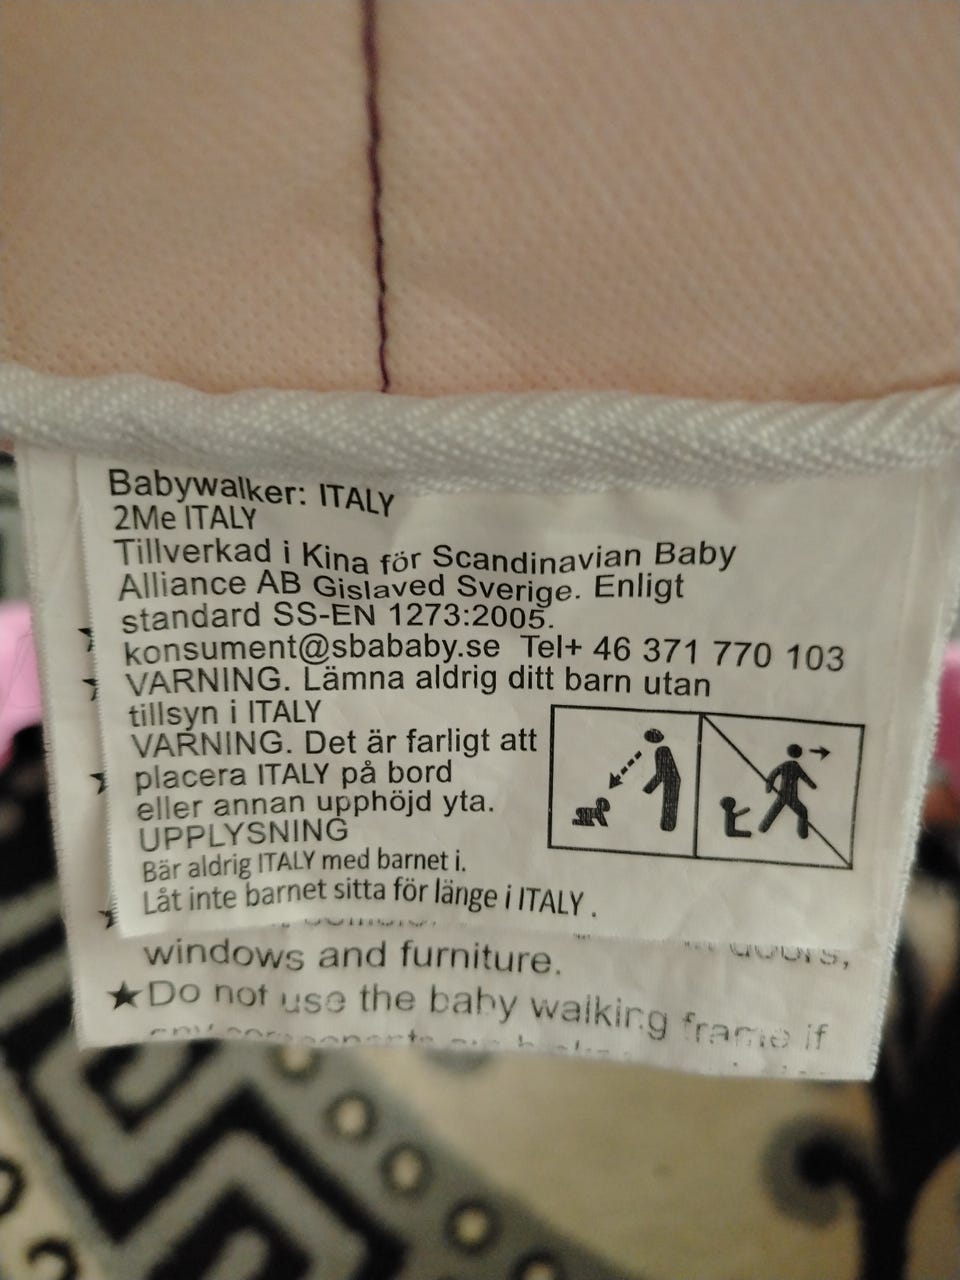 Babywalker: ITALY
2Me ITALY
Tillverkad i Kina för Scandinavian Baby
Alliance AB Gislaved Sverige. Enligt
standard SS-EN 1273:2005.
konsument@sbababy.se Tel+ 46 371 770 103
VARNING. Lämna aldrig ditt barn utan
tillsyn i ITALY
VARNING. Det är farligt att
placera ITALY på bord
eller annan upphöjd yta.
UPPLYSNING
Bär aldrig ITALY med barnet i.
Låt inte barnet sitta för länge i ITALY .
doors,
windows and furniture.
★Do not use the baby walking frame if